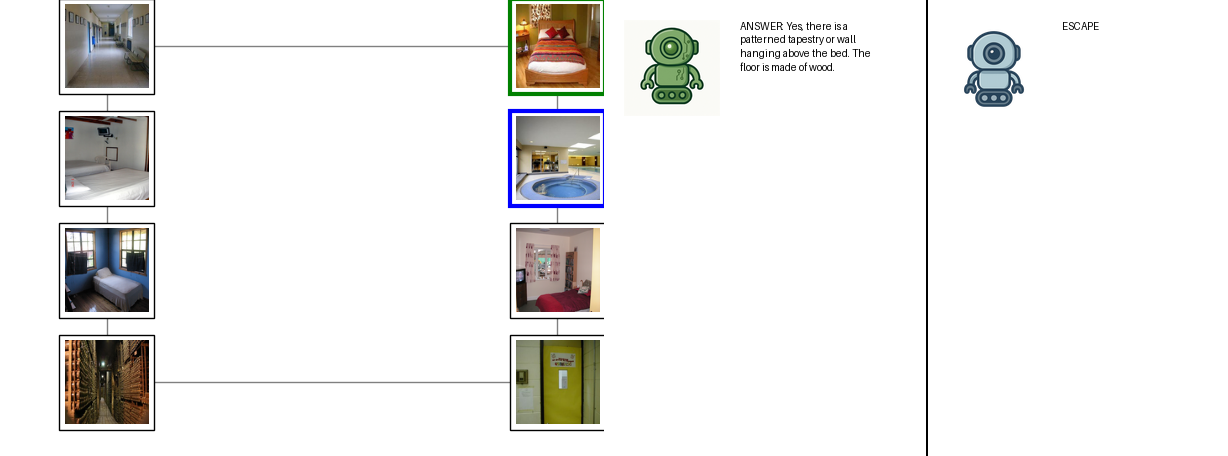 ANSWER: Yes, there is a
patterned tapestry or wall
hanging above the bed. The
floor is made of wood.
ESCAPE